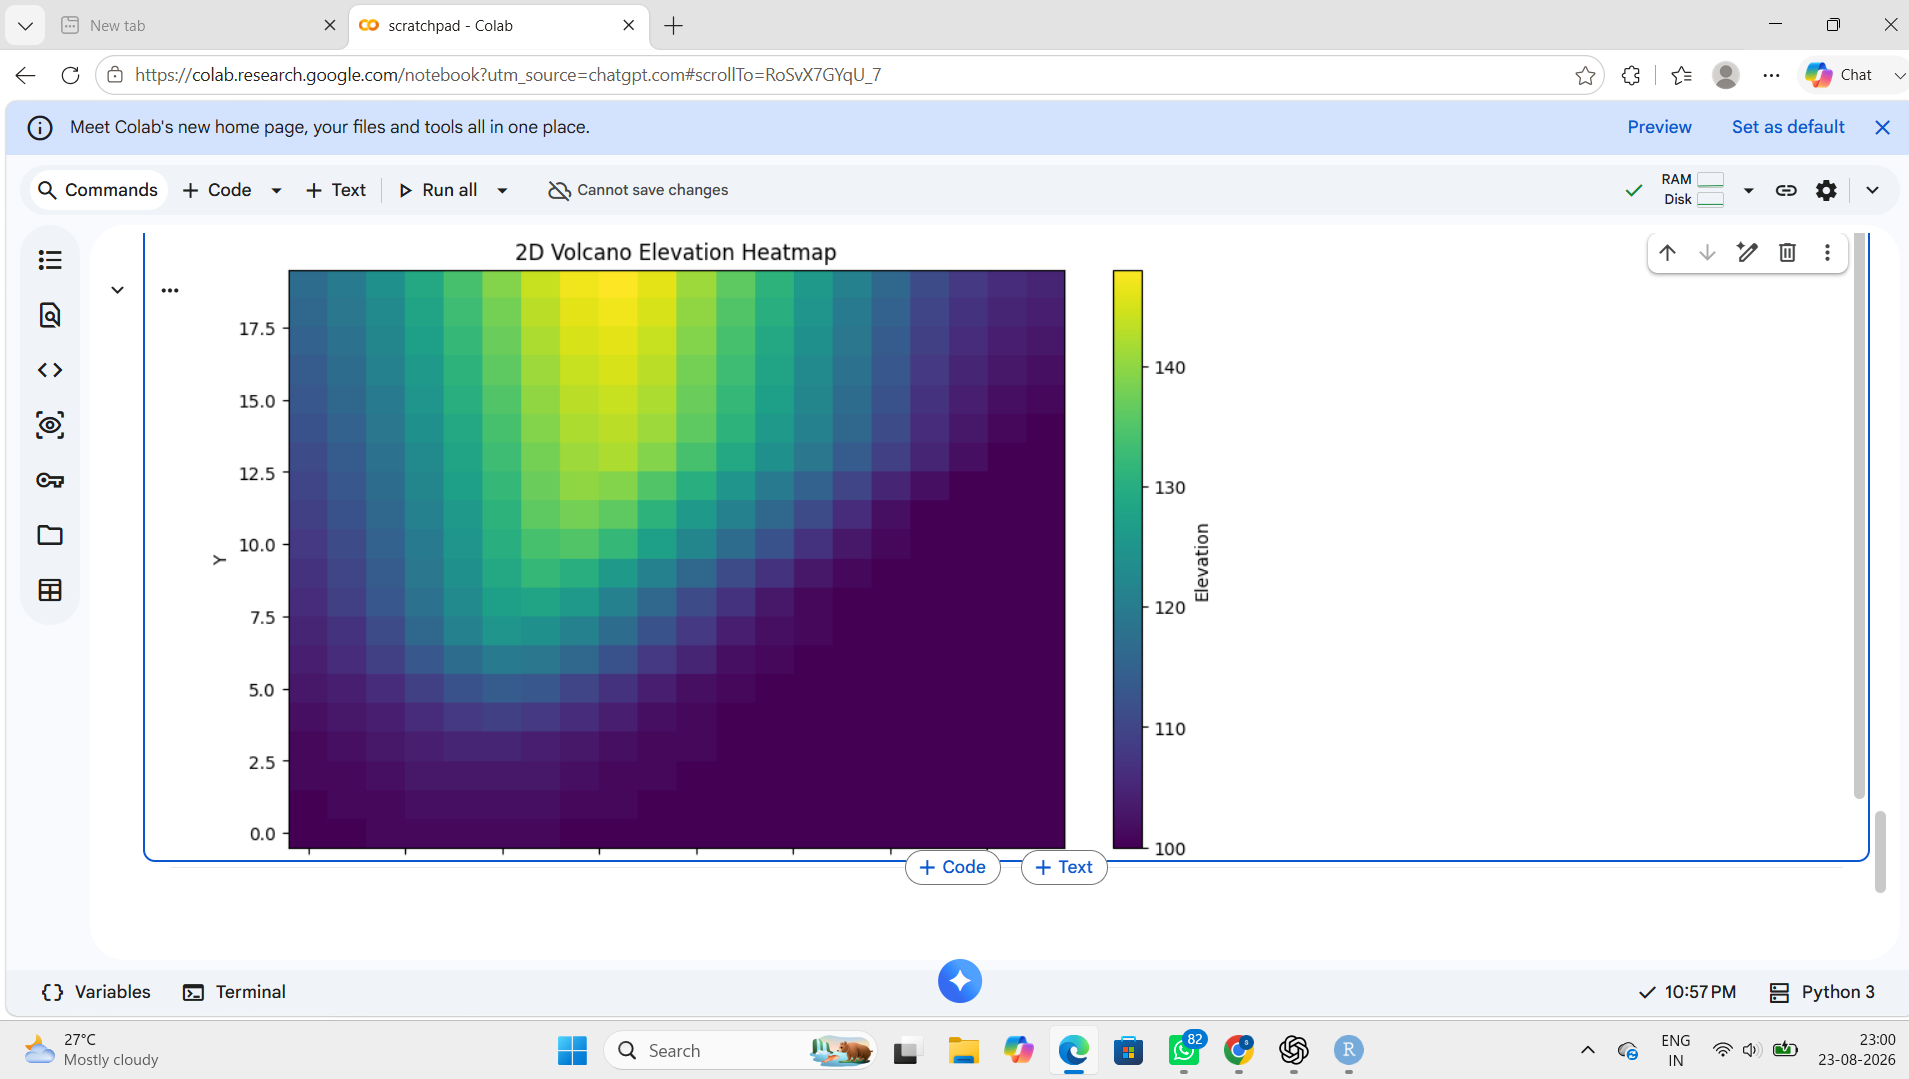 New tab
scratchpad - Colab
https://colab.research.google.com/notebook?utm_source=chatgpt.com#scrollTo=RoSvX7GYqU_7
Chat
Meet Colab's new home page, your files and tools all in one place.
Preview
Set as default
Commands
Code
Text
Run all
Cannot save changes
RAM
Disk
2D Volcano Elevation Heatmap
17.5
15.0
12.5
10.0
7.5
5.0
2.5
0.0
Y
140
130
120
110
100
Elevation
+ Code
+ Text
Variables
Terminal
10:57 PM
Python 3
27°C
Mostly cloudy
Search
82
R
ENG
IN
23:00
23-08-2026